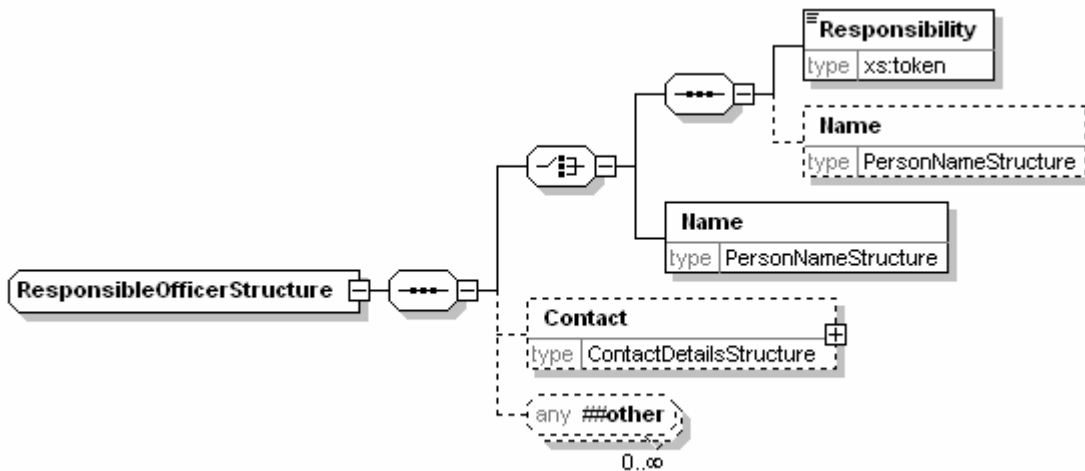 Responsibility
type xs:token
Name
type PersonNameStructure
Name
type PersonNameStructure
ResponsibleOfficerStructure
Contact
type ContactDetailsStructure
any ##other
0..∞